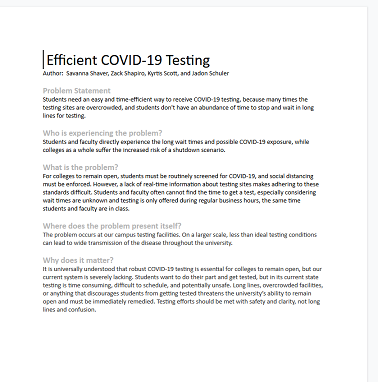 Efficient COVID-19 Testing
Author: Savanna Shaver, Zack Shapiro, Kyrtis Scott, and Jadon Schuler
Problem Statement
Students need an easy and time-efficient way to receive COVID-19 testing, because many times the
testing sites are overcrowded, and students don't have an abundance of time to stop and wait in long
lines for testing.
Who is experiencing the problem?
Students and faculty directly experience the long wait times and possible COVID-19 exposure, while
colleges as a whole suffer the increased risk of a shutdown scenario.
What is the problem?
For colleges to remain open, students must be routinely screened for COVID-19, and social distancing
must be enforced. However, a lack of real-time information about testing sites makes adhering to these
standards difficult. Students and faculty often cannot find the time to get a test, especially considering
wait times are unknown and testing is only offered during regular business hours, the same time
students and faculty are in class.
Where does the problem present itself?
The problem occurs at our campus testing facilities. On a larger scale, less than ideal testing conditions
can lead to wide transmission of the disease throughout the university.
Why does it matter?
It is universally understood that robust COVID-19 testing is essential for colleges to remain open, but our
current system is severely lacking. Students want to do their part and get tested, but in its current state
testing is time consuming, difficult to schedule, and potentially unsafe. Long lines, overcrowded facilities,
or anything that discourages students from getting tested threatens the university's ability to remain
open and must be immediately remedied. Testing efforts should be met with safety and clarity, not long
lines and confusion.